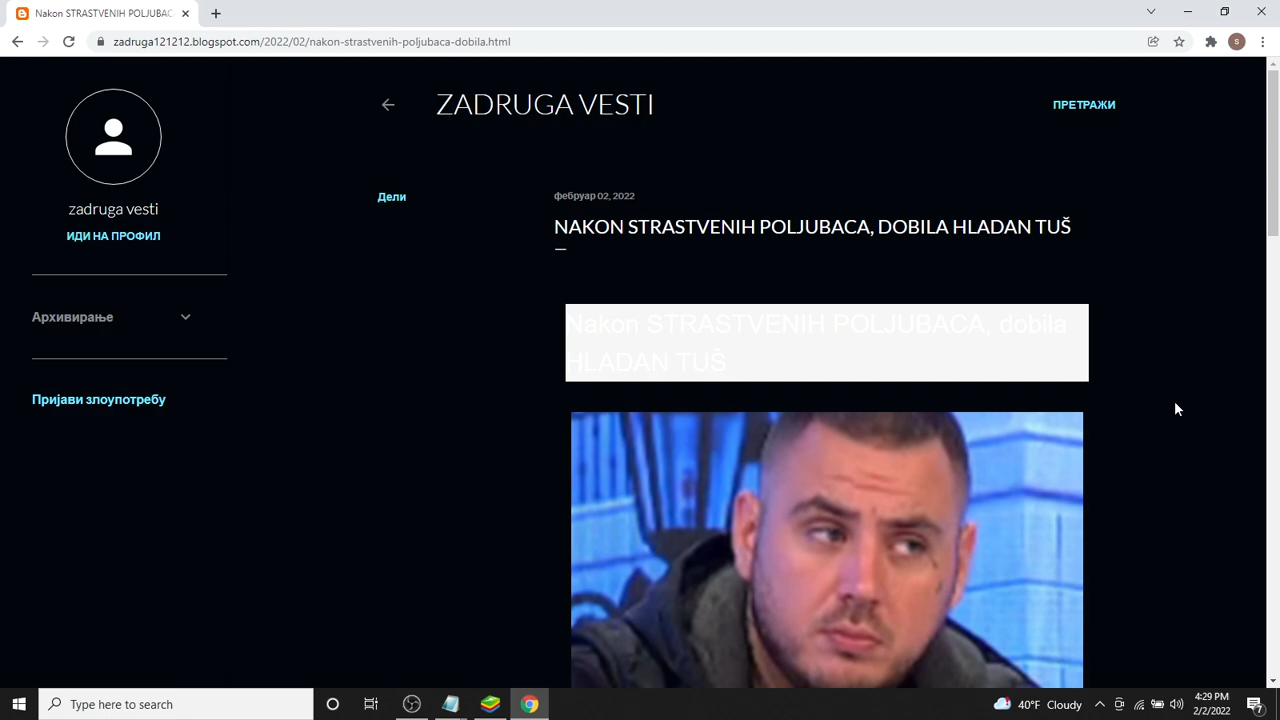 Nakon STRASTVENIH POLJUBAC
zadruga121212.blogspot.com/2022/02/nakon-strastvenih-poljubaca-dobila.html
S
zadruga vesti
ИДИ НА ПРОФИЛ
Архивирање
Пријави злоупотребу
ZADRUGA VESTI
ПРЕТРАЖИ
Дели
фебруар 02, 2022
NAKON STRASTVENIH POLJUBACA, DOBILA HLADAN TUŠ
Nakon STRASTVENIH POLJUBACA, dobila
HLADAN TUŠ
Type here to search
40°F Cloudy
4:29 PM
2/2/2022
7